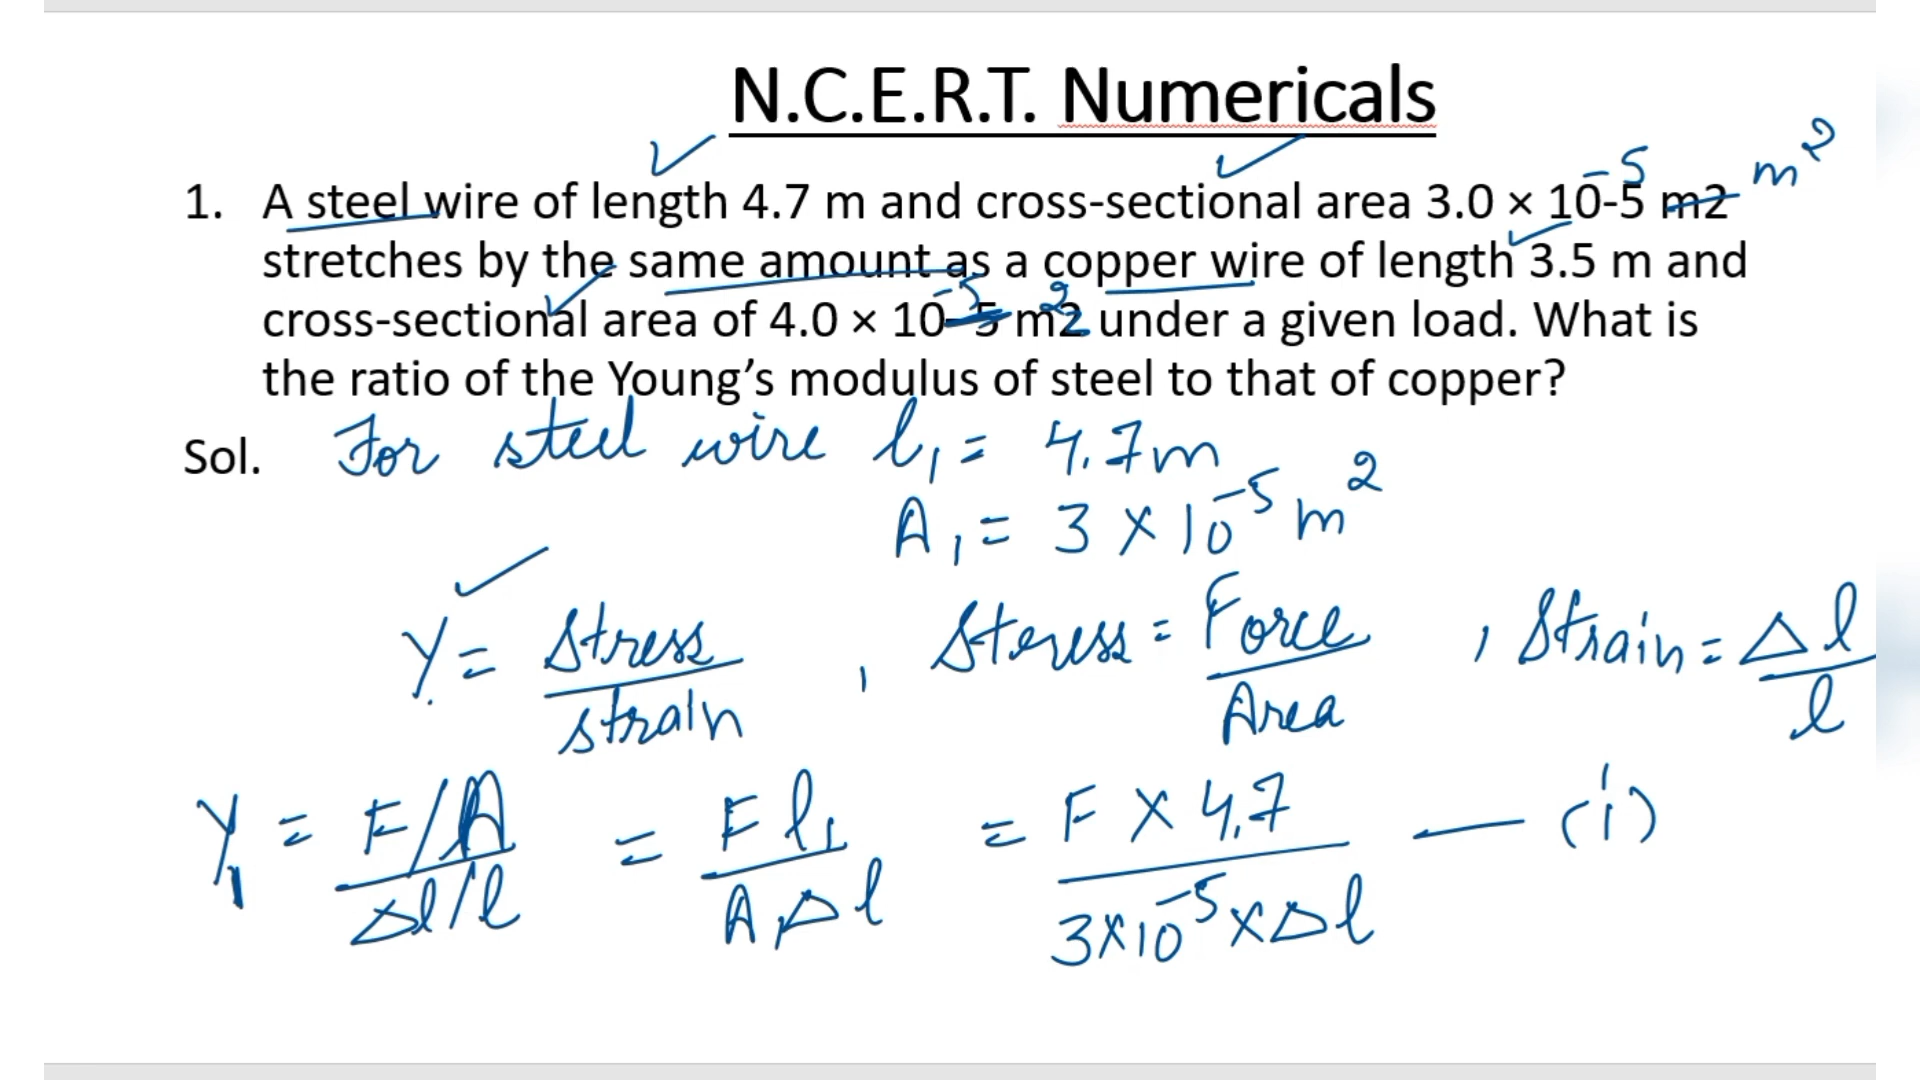 N.C.E.R.T. Numericals
1. A steel wire of length 4.7 m and cross-sectional area 3.0 × 10-5 m2 -5 m²
stretches by the same amount as a copper wire of length 3.5 m and
cross-sectional area of 4.0 × 10-5 m2 under a given load. What is
the ratio of the Young’s modulus of steel to that of copper?
Sol. For steel wire l₁ = 4.7m
A₁ = 3 × 10⁻⁵ m²
Y = Stress/strain , Steress = Force/Area , Strain = Δl/l
Y₁ = F/A / Δl/l = F l₁ / A₁Δl = F × 4.7 / 3×10⁻⁵×Δl — (i)